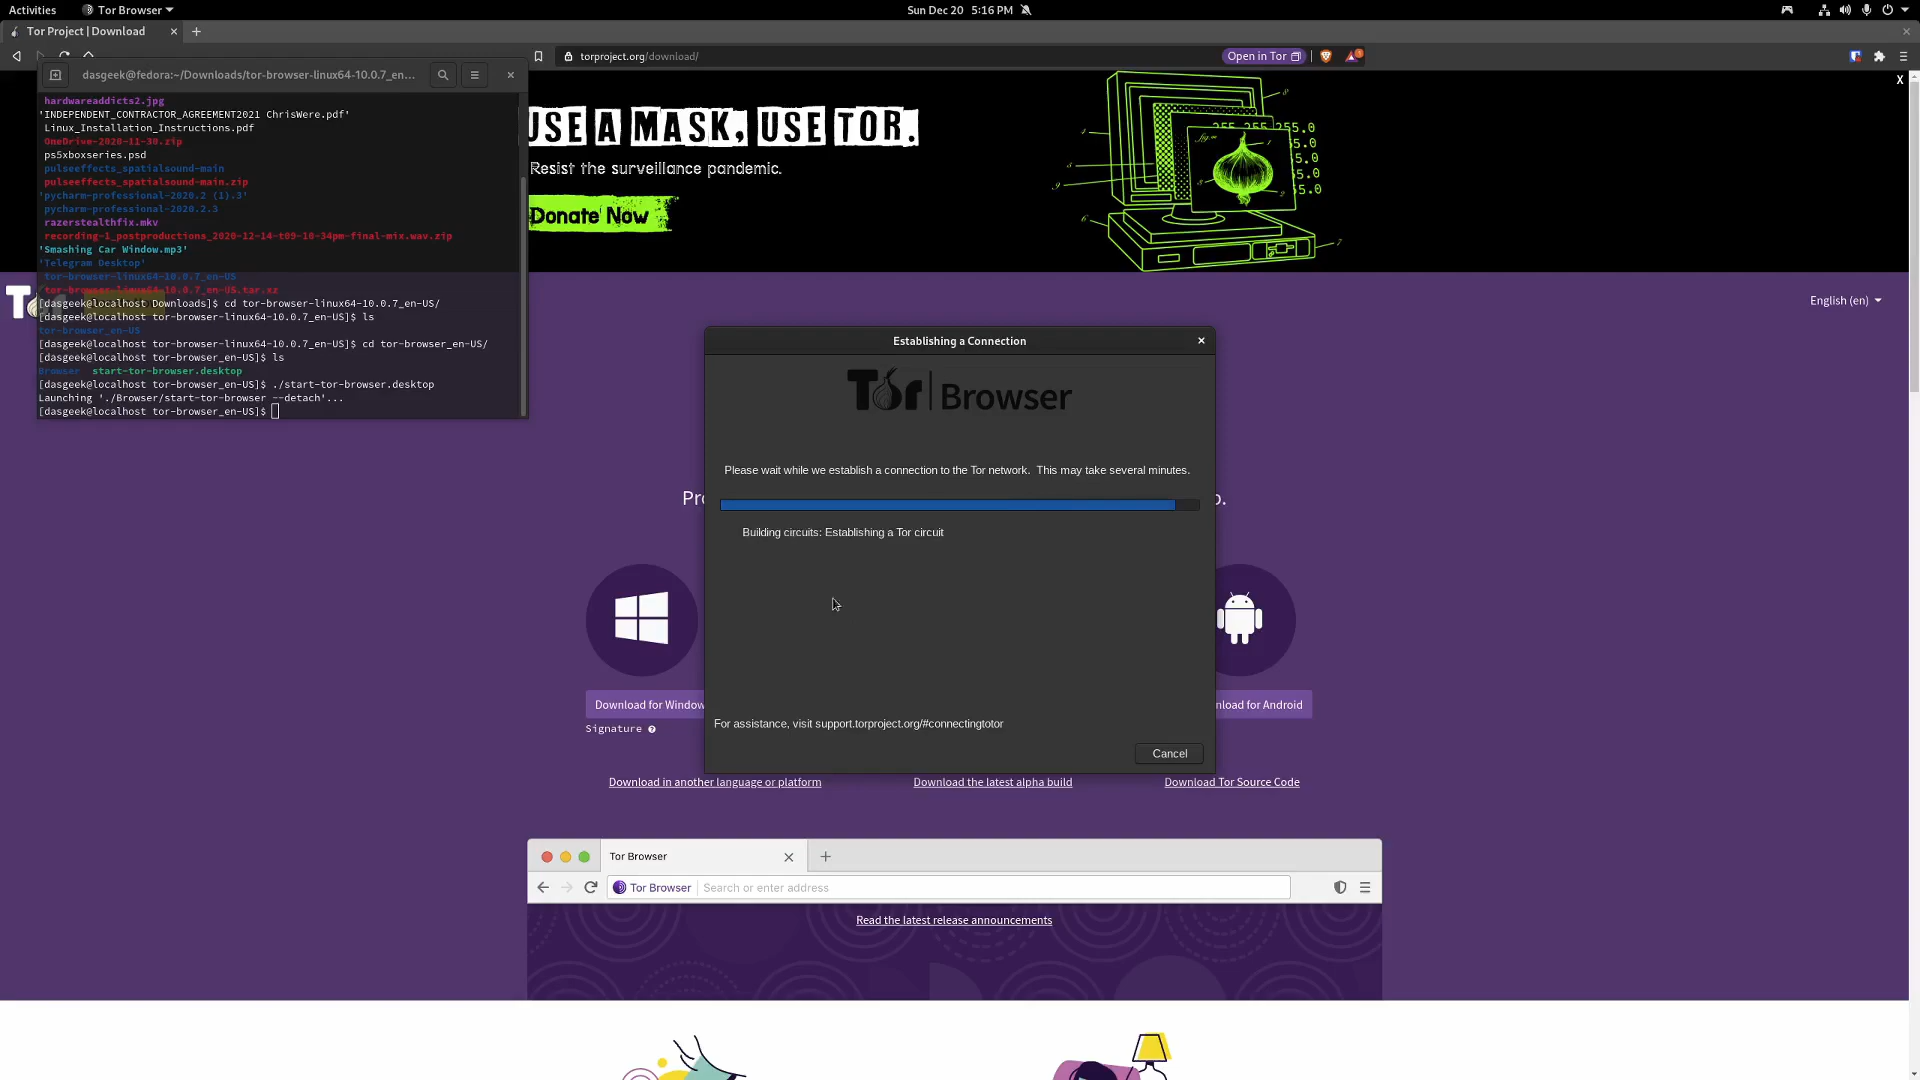 Activities
Tor Browser
Sun Dec 20 5:16 PM
Tor Project | Download
torproject.org/download/
Open in Tor
dasgeek@fedora:~/Downloads/tor-browser-linux64-10.0.7_en...
hardwareaddicts2.jpg
'INDEPENDENT_CONTRACTOR_AGREEMENT2021 ChrisWere.pdf'
Linux_Installation_Instructions.pdf
OneDrive-2020-11-30.zip
ps5xboxseries.psd
pulseeffects_spatialsound-main
pulseeffects_spatialsound-main.zip
'pycharm-professional-2020.2 (1).3'
pycharm-professional-2020.2.3
razerstealthfix.mkv
recording-1_postproductions_2020-12-14-t09-10-34pm-final-mix.wav.zip
'Smashing Car Window.mp3'
'Telegram Desktop'
tor-browser-linux64-10.0.7_en-US
tor-browser-linux64-10.0.7_en-US.tar.xz
[dasgeek@localhost Downloads]$ cd tor-browser-linux64-10.0.7_en-US/
[dasgeek@localhost tor-browser-linux64-10.0.7_en-US]$ ls
tor-browser_en-US
[dasgeek@localhost tor-browser-linux64-10.0.7_en-US]$ cd tor-browser_en-US/
[dasgeek@localhost tor-browser_en-US]$ ls
Browser start-tor-browser.desktop
[dasgeek@localhost tor-browser_en-US]$ ./start-tor-browser.desktop
Launching './Browser/start-tor-browser --detach'...
[dasgeek@localhost tor-browser_en-US]$
USE A MASK, USE TOR.
Resist the surveillance pandemic.
Donate Now
X
English (en)
Establishing a Connection
Tor Browser
Please wait while we establish a connection to the Tor network. This may take several minutes.
Building circuits: Establishing a Tor circuit
For assistance, visit support.torproject.org/#connectingtotor
Cancel
Download for Window
nload for Android
Signature
Download in another language or platform
Download the latest alpha build
Download Tor Source Code
Tor Browser
Tor Browser
Search or enter address
Read the latest release announcements